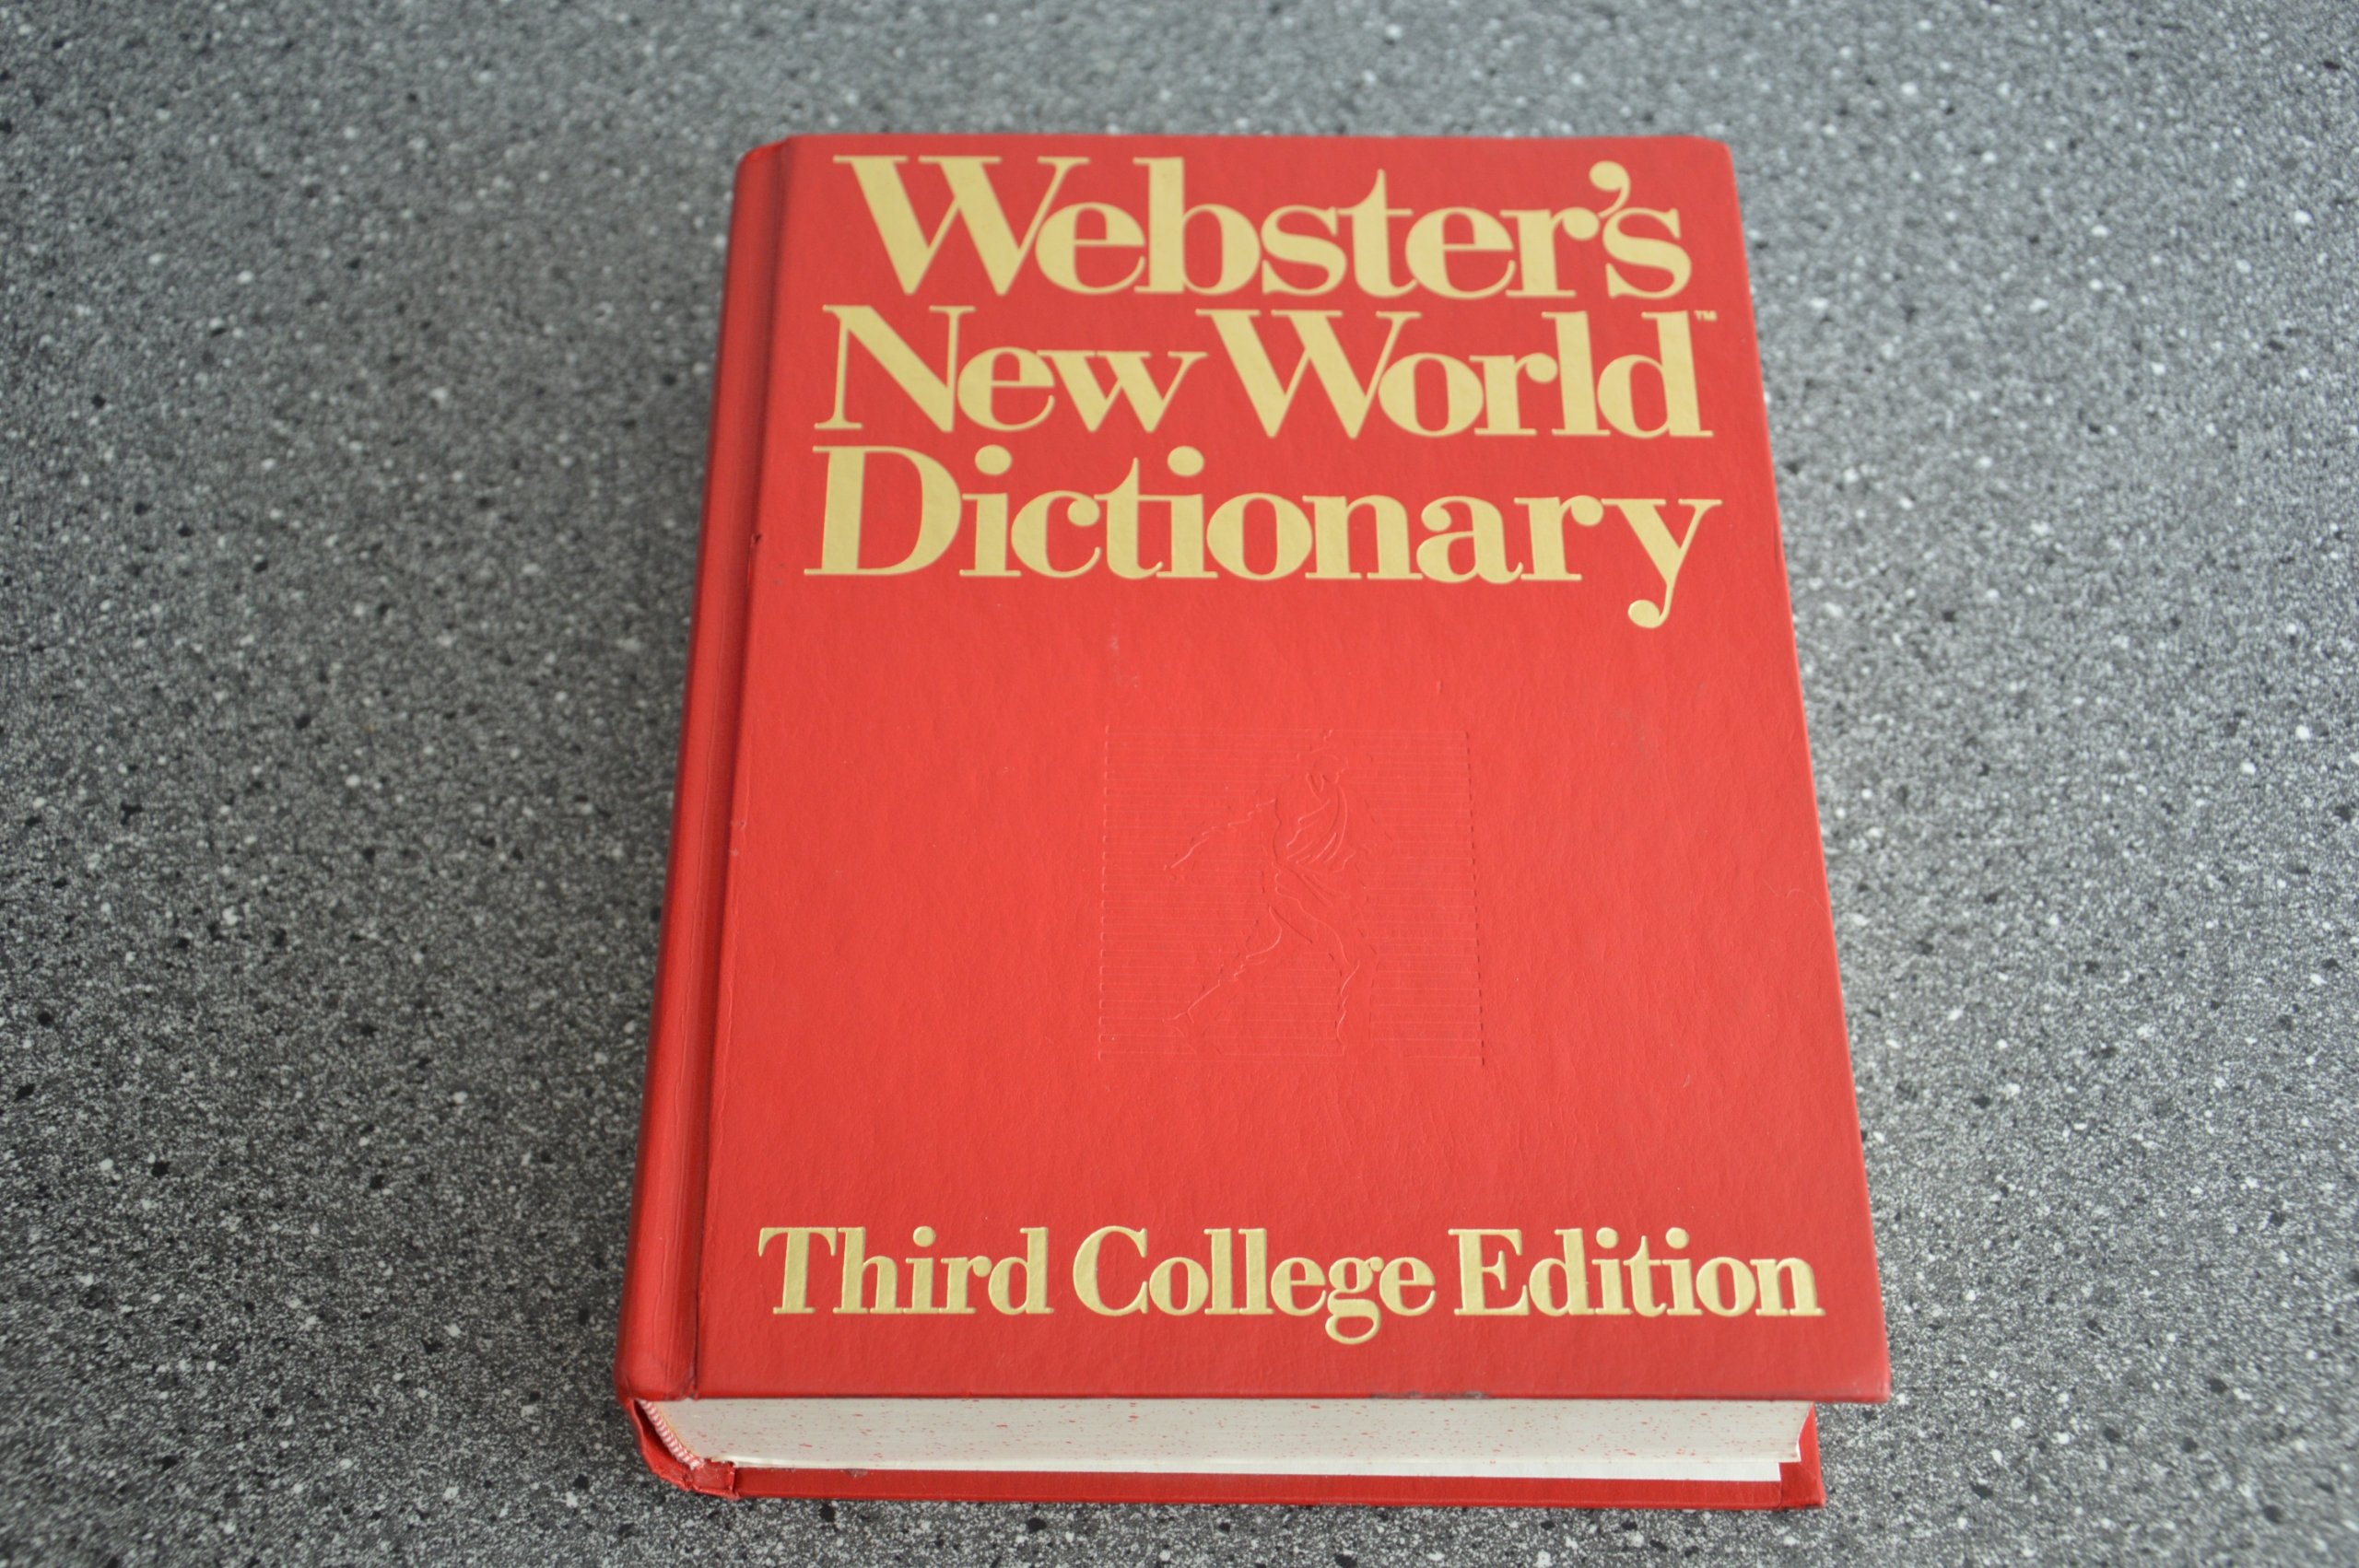 Webster's
New World™
Dictionary
Third College Edition